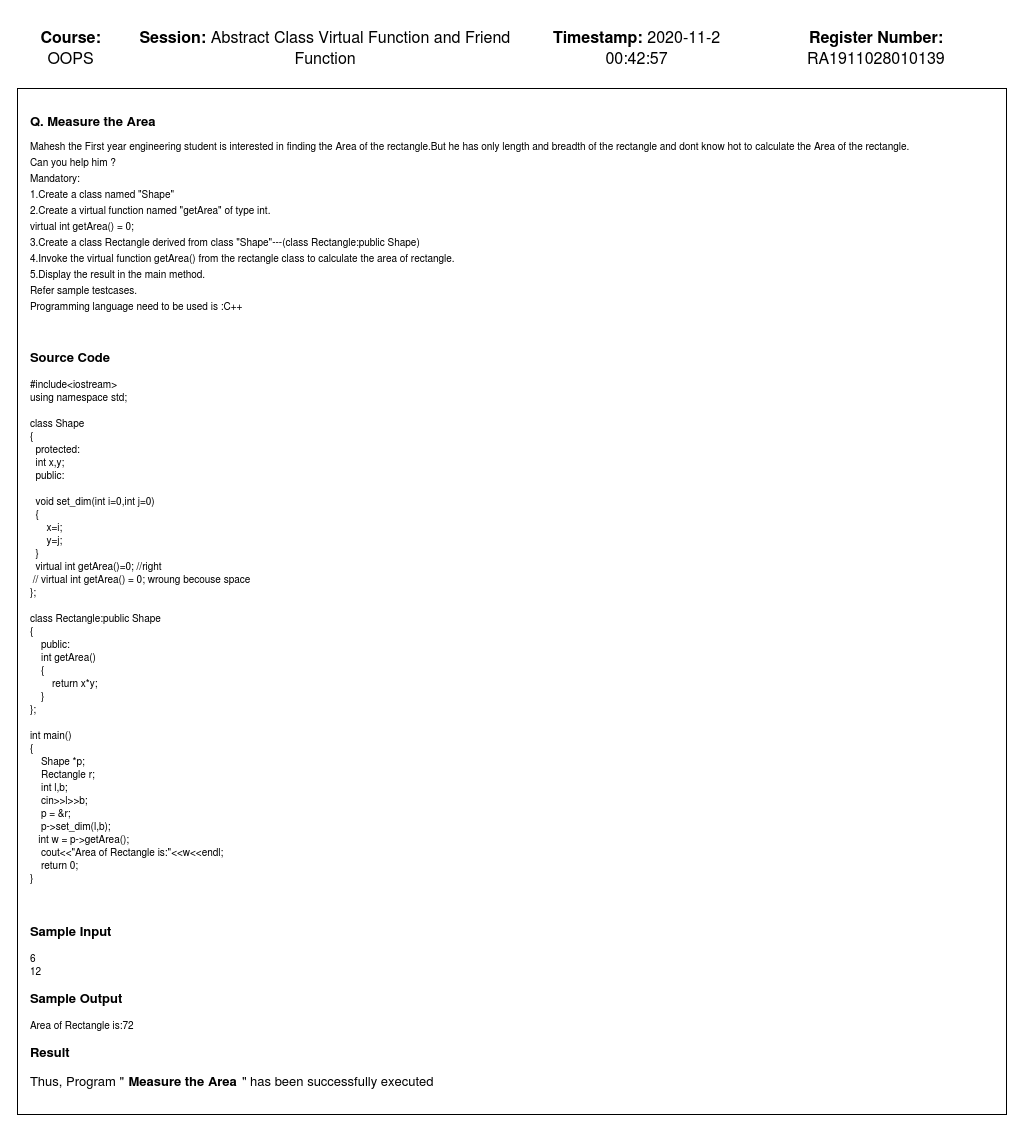 Course: OOPS
Session: Abstract Class Virtual Function and Friend Function
Timestamp: 2020-11-2 00:42:57
Register Number: RA1911028010139
Q. Measure the Area
Mahesh the First year engineering student is interested in finding the Area of the rectangle.But he has only length and breadth of the rectangle and dont know hot to calculate the Area of the rectangle.
Can you help him ?
Mandatory:
1.Create a class named "Shape"
2.Create a virtual function named "getArea" of type int.
virtual int getArea() = 0;
3.Create a class Rectangle derived from class "Shape"---(class Rectangle:public Shape)
4.Invoke the virtual function getArea() from the rectangle class to calculate the area of rectangle.
5.Display the result in the main method.
Refer sample testcases.
Programming language need to be used is :C++
Source Code
#include<iostream>
using namespace std;
class Shape
{
protected:
int x,y;
public:
void set_dim(int i=0,int j=0)
{
x=i;
y=j;
}
virtual int getArea()=0; //right
// virtual int getArea() = 0; wroung becouse space
};
class Rectangle:public Shape
{
public:
int getArea()
{
return x*y;
}
};
int main()
{
Shape *p;
Rectangle r;
int l,b;
cin>>l>>b;
p = &r;
p->set_dim(l,b);
int w = p->getArea();
cout<<"Area of Rectangle is:"<<w<<endl;
return 0;
}
Sample Input
6
12
Sample Output
Area of Rectangle is:72
Result
Thus, Program " Measure the Area " has been successfully executed